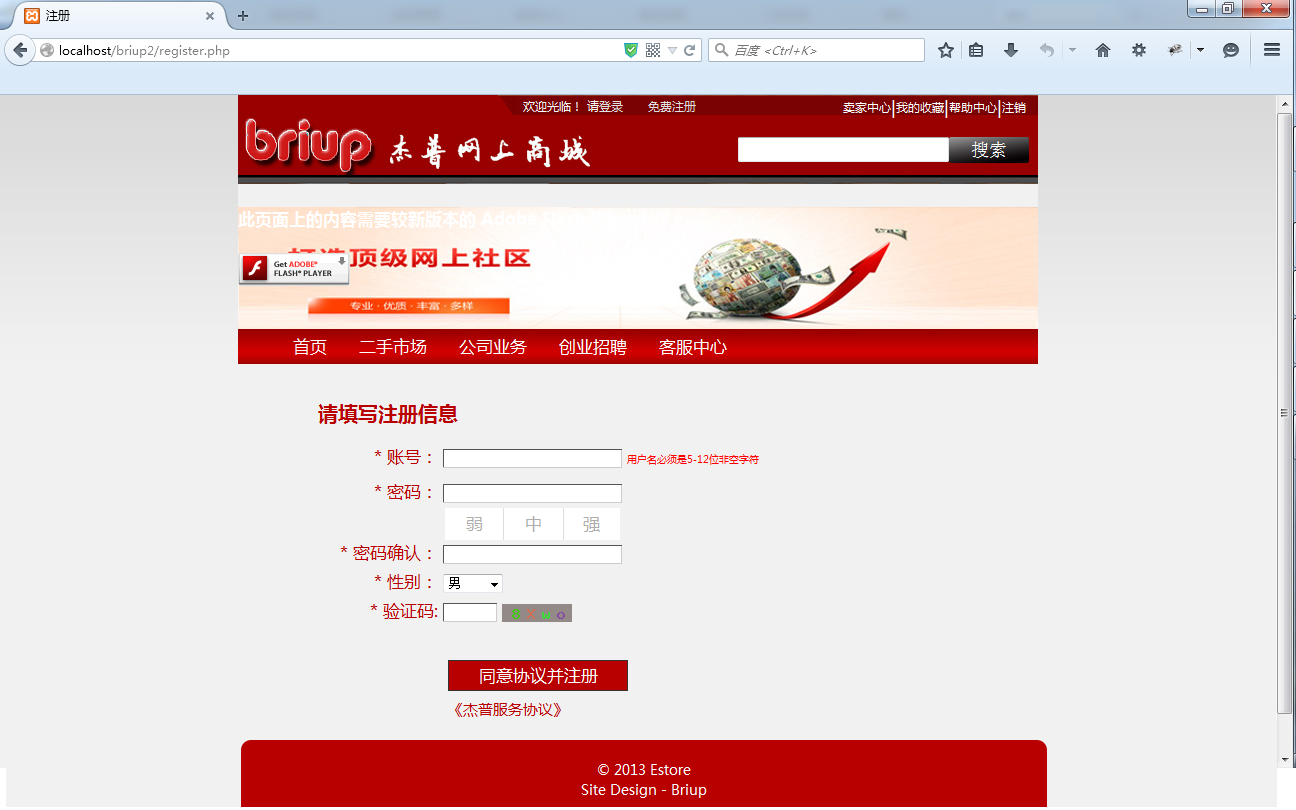 注册
localhost/briup2/register.php
百度 <Ctrl+K>
欢迎光临！ 请登录 免费注册
卖家中心|我的收藏|帮助中心|注销
briup 杰普网上商城
搜索
此页面上的内容需要较新版本的 Adobe Flash
顶级网上社区
Get ADOBE®
FLASH® PLAYER
专业 · 优质 · 丰富 · 多样
首页 二手市场 公司业务 创业招聘 客服中心
请填写注册信息
* 账号： 用户名必须是5-12位非空字符
* 密码：
弱 中 强
* 密码确认：
* 性别： 男
* 验证码:
同意协议并注册
《杰普服务协议》
© 2013 Estore
Site Design - Briup